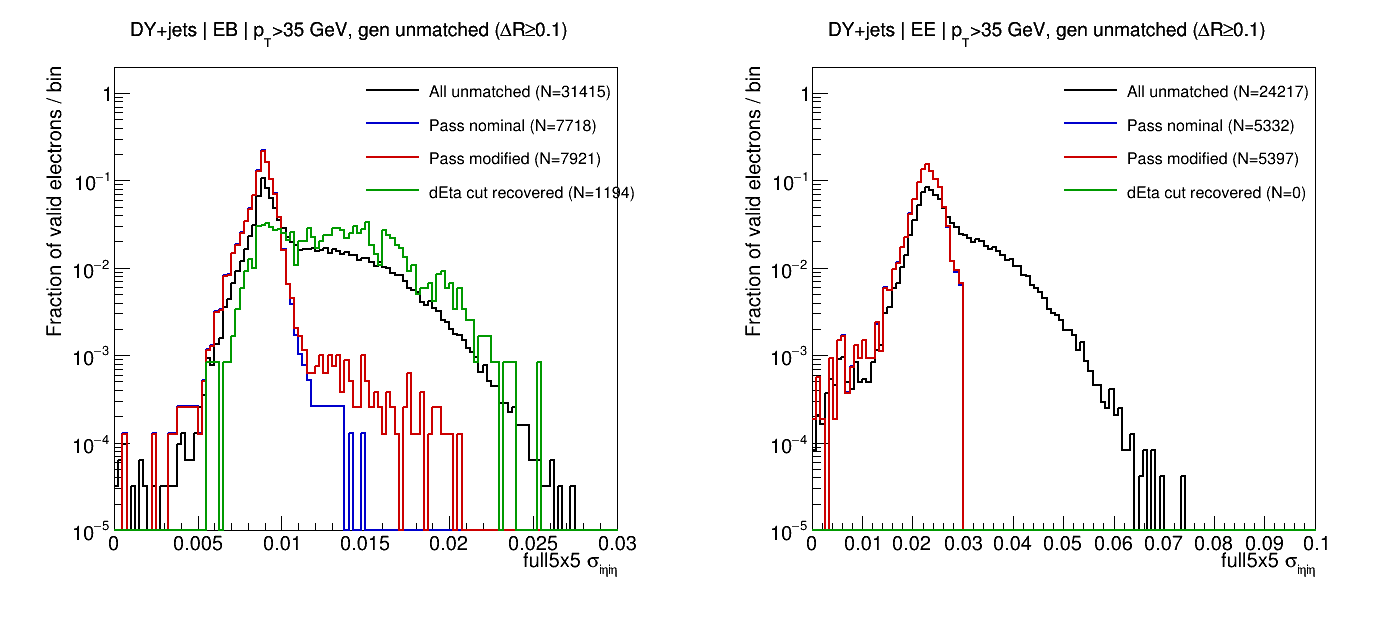 DY+jets | EB | pT>35 GeV, gen unmatched (ΔR≥0.1)
Fraction of valid electrons / bin
All unmatched (N=31415)
Pass nominal (N=7718)
Pass modified (N=7921)
dEta cut recovered (N=1194)
1
10−1
10−2
10−3
10−4
10−5
0 0.005 0.01 0.015 0.02 0.025 0.03
full5x5 σiηiη
DY+jets | EE | pT>35 GeV, gen unmatched (ΔR≥0.1)
Fraction of valid electrons / bin
All unmatched (N=24217)
Pass nominal (N=5332)
Pass modified (N=5397)
dEta cut recovered (N=0)
1
10−1
10−2
10−3
10−4
10−5
0 0.01 0.02 0.03 0.04 0.05 0.06 0.07 0.08 0.09 0.1
full5x5 σiηiη